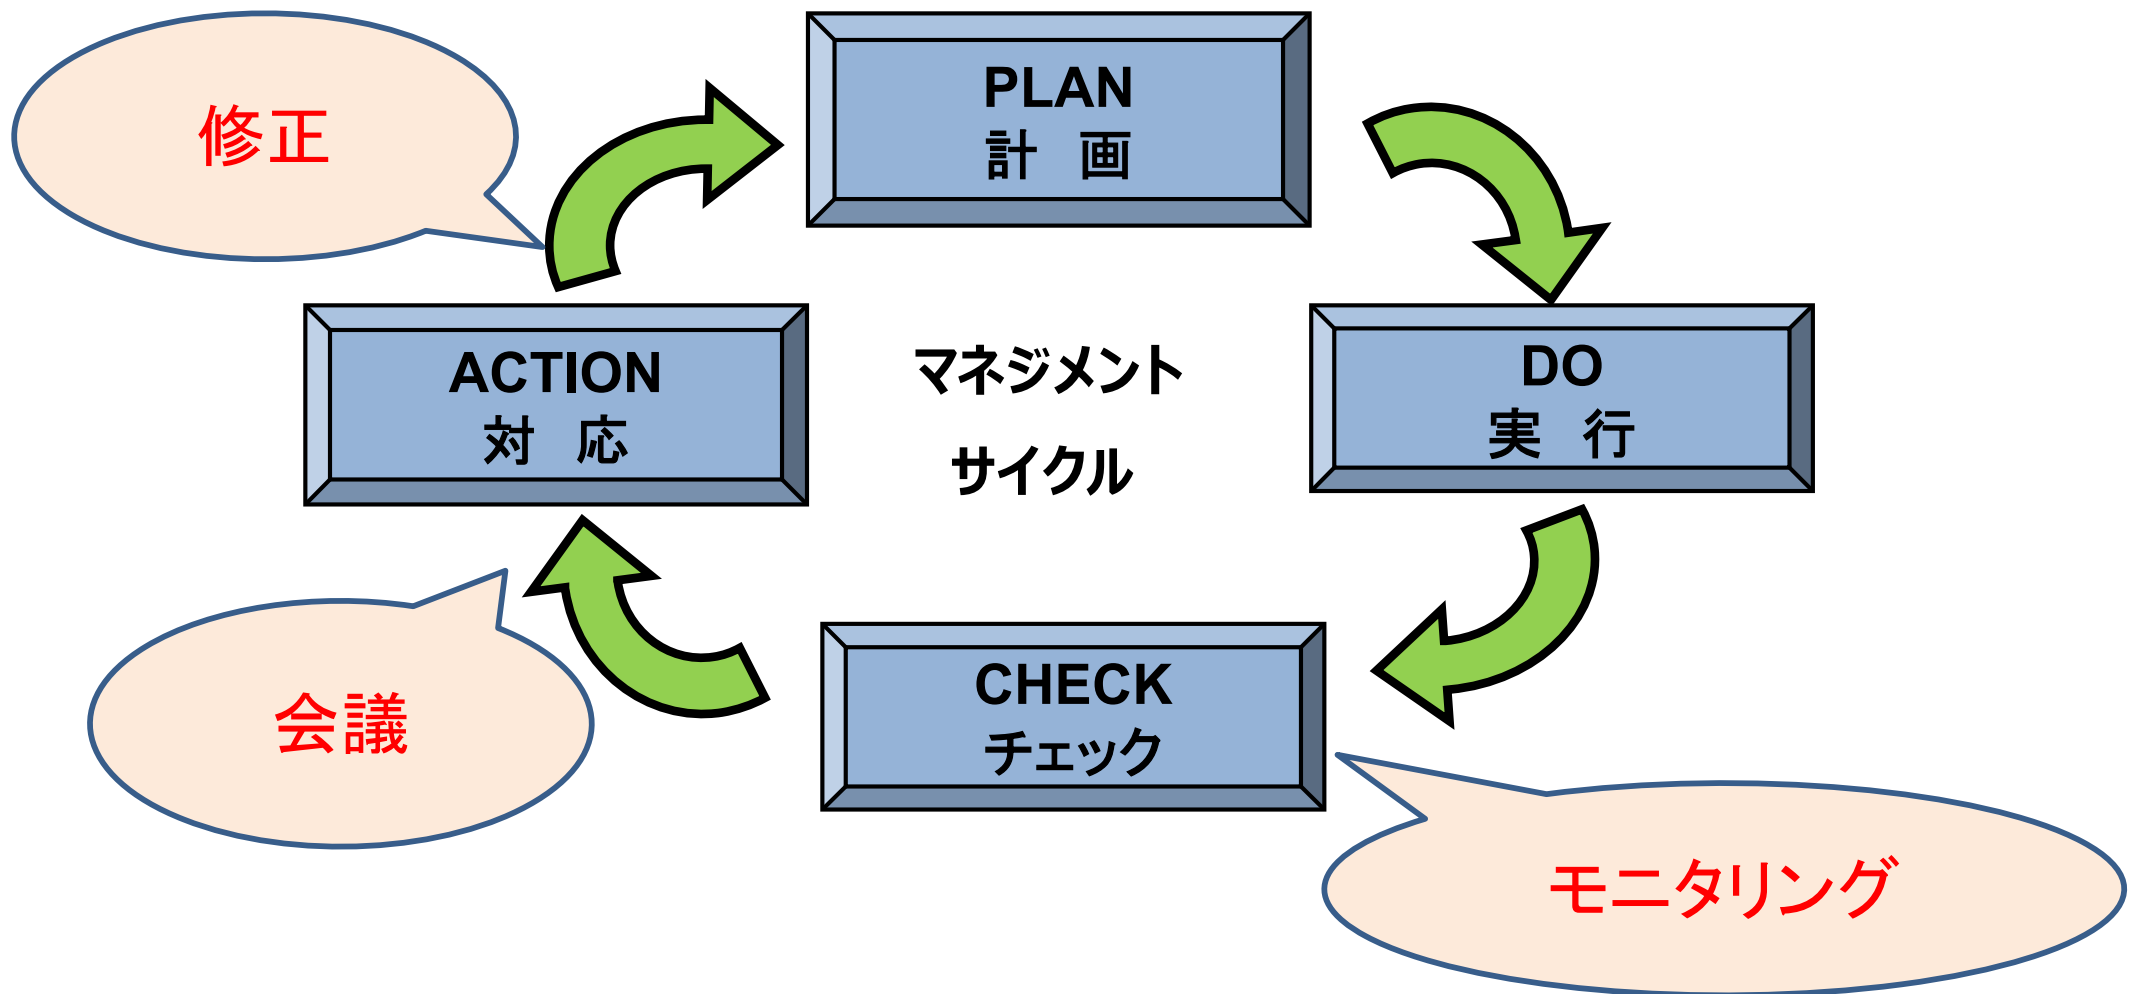 修正
PLAN
計　画
ACTION
対　応
マネジメント
サイクル
DO
実　行
会議
CHECK
チェック
モニタリング